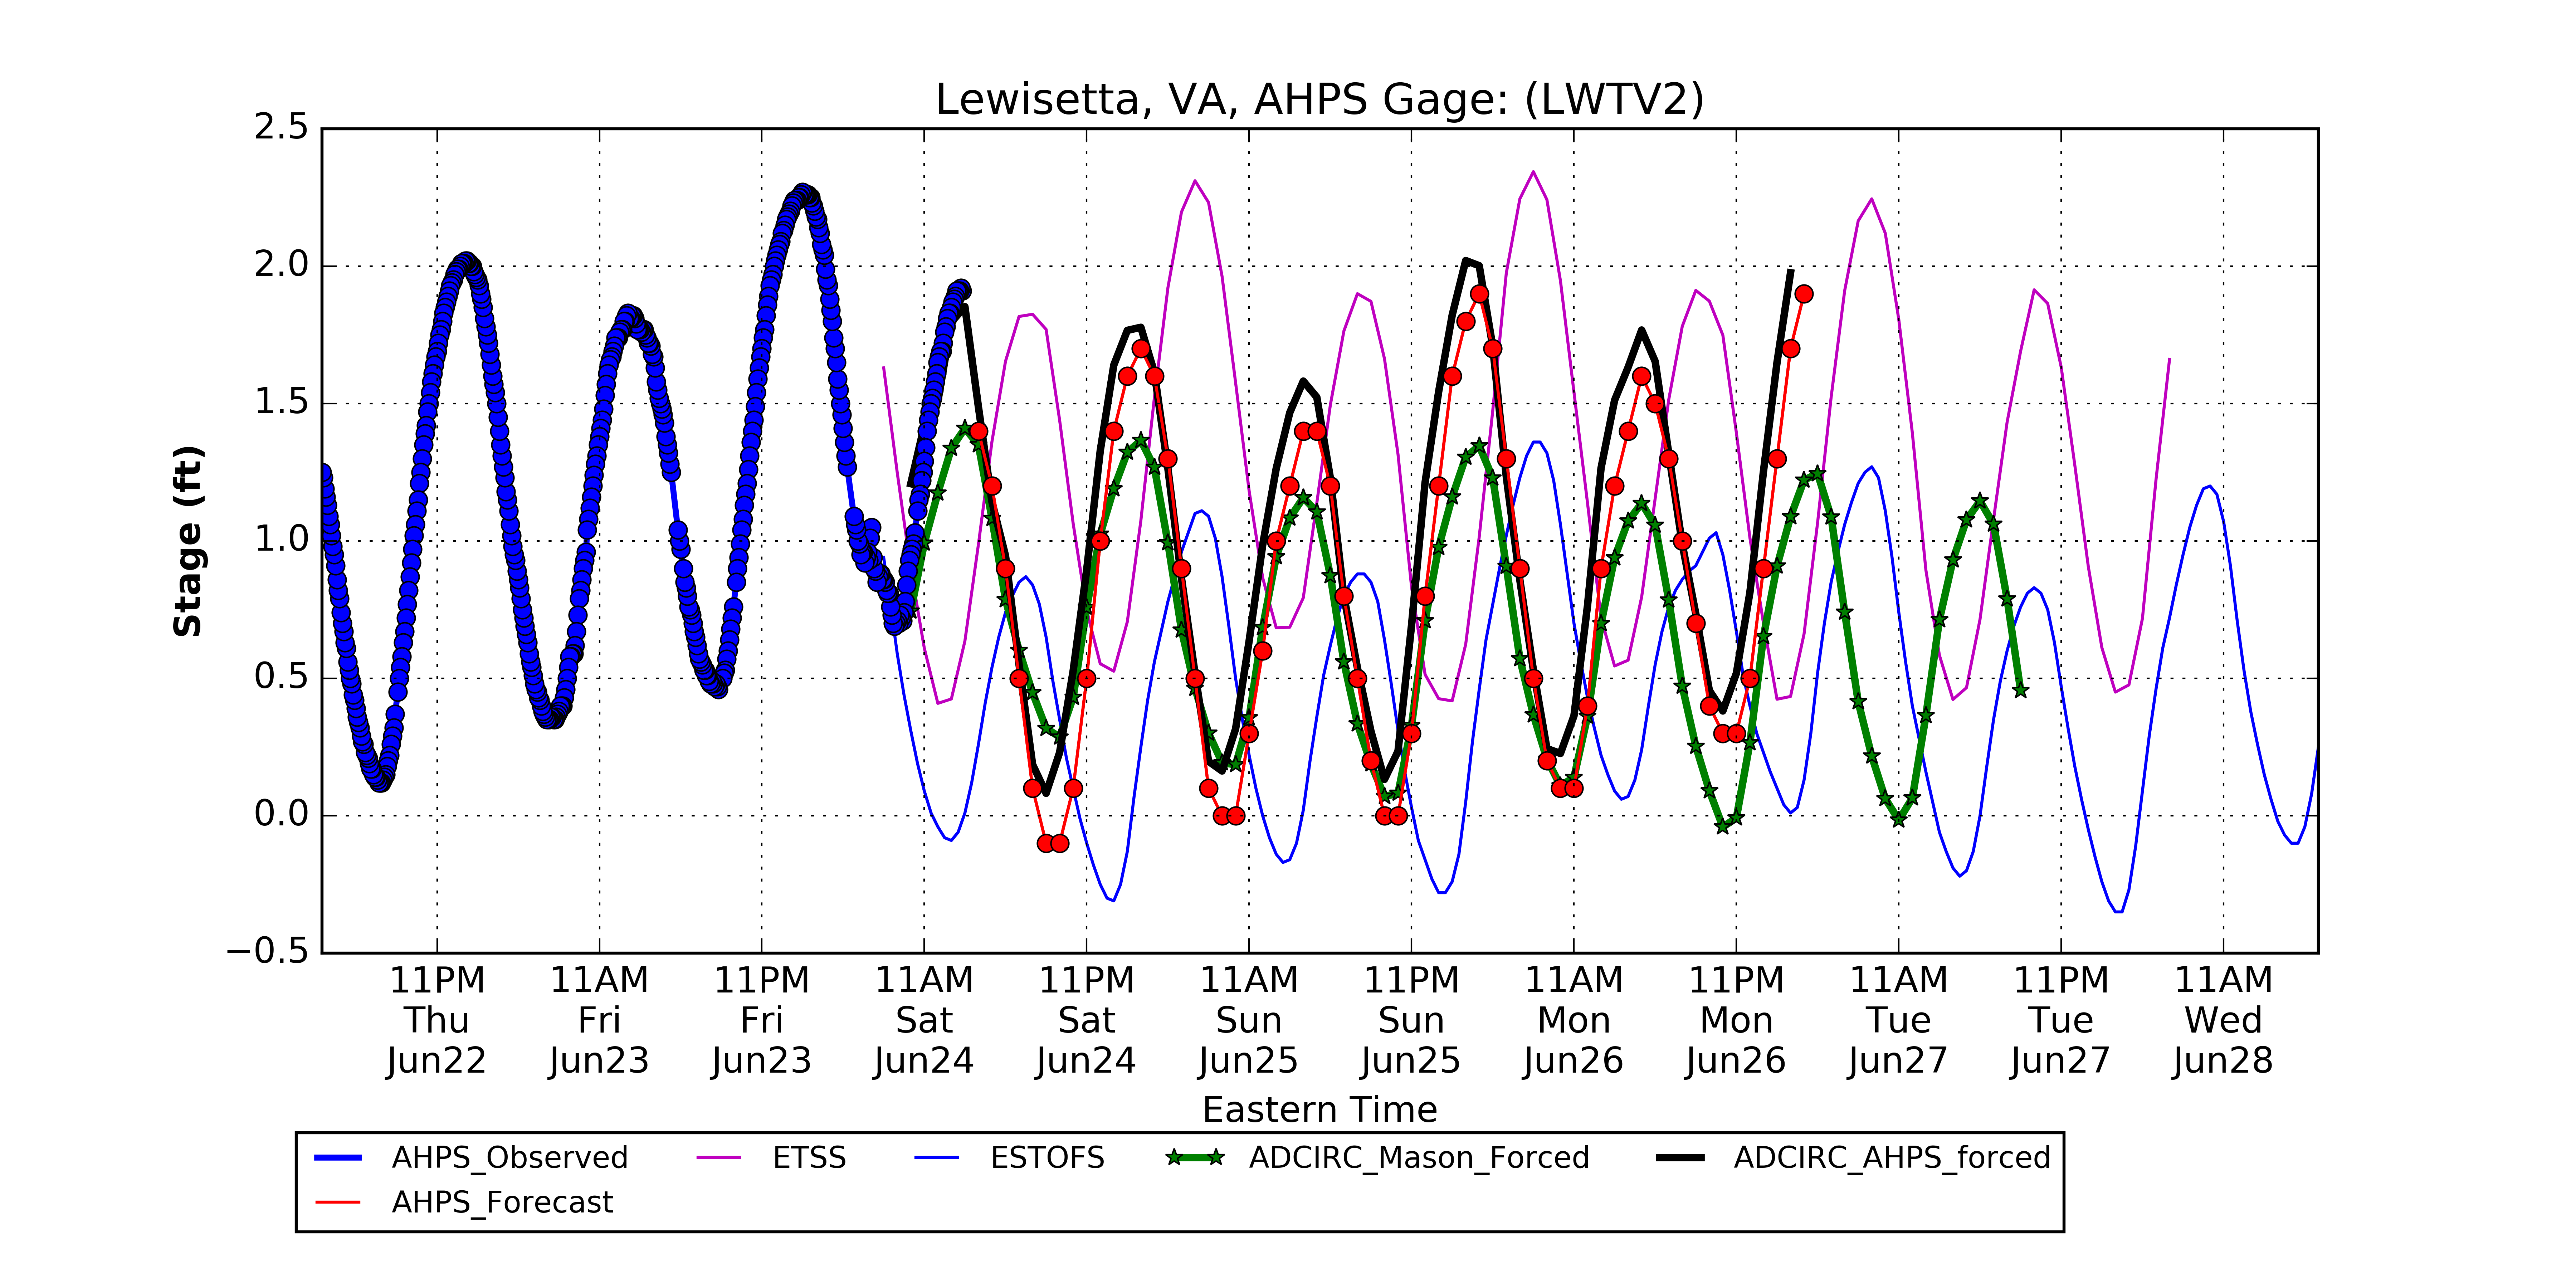 Lewisetta, VA, AHPS Gage: (LWTV2)
Stage (ft)
2.5
2.0
1.5
1.0
0.5
0.0
−0.5
11PM 11AM 11PM 11AM 11PM 11AM 11PM 11AM 11PM 11AM 11PM 11AM
Thu Fri Fri Sat Sat Sun Sun Mon Mon Tue Tue Wed
Jun22 Jun23 Jun23 Jun24 Jun24 Jun25 Jun25 Jun26 Jun26 Jun27 Jun27 Jun28
Eastern Time
AHPS_Observed ETSS ESTOFS ADCIRC_Mason_Forced ADCIRC_AHPS_forced
AHPS_Forecast